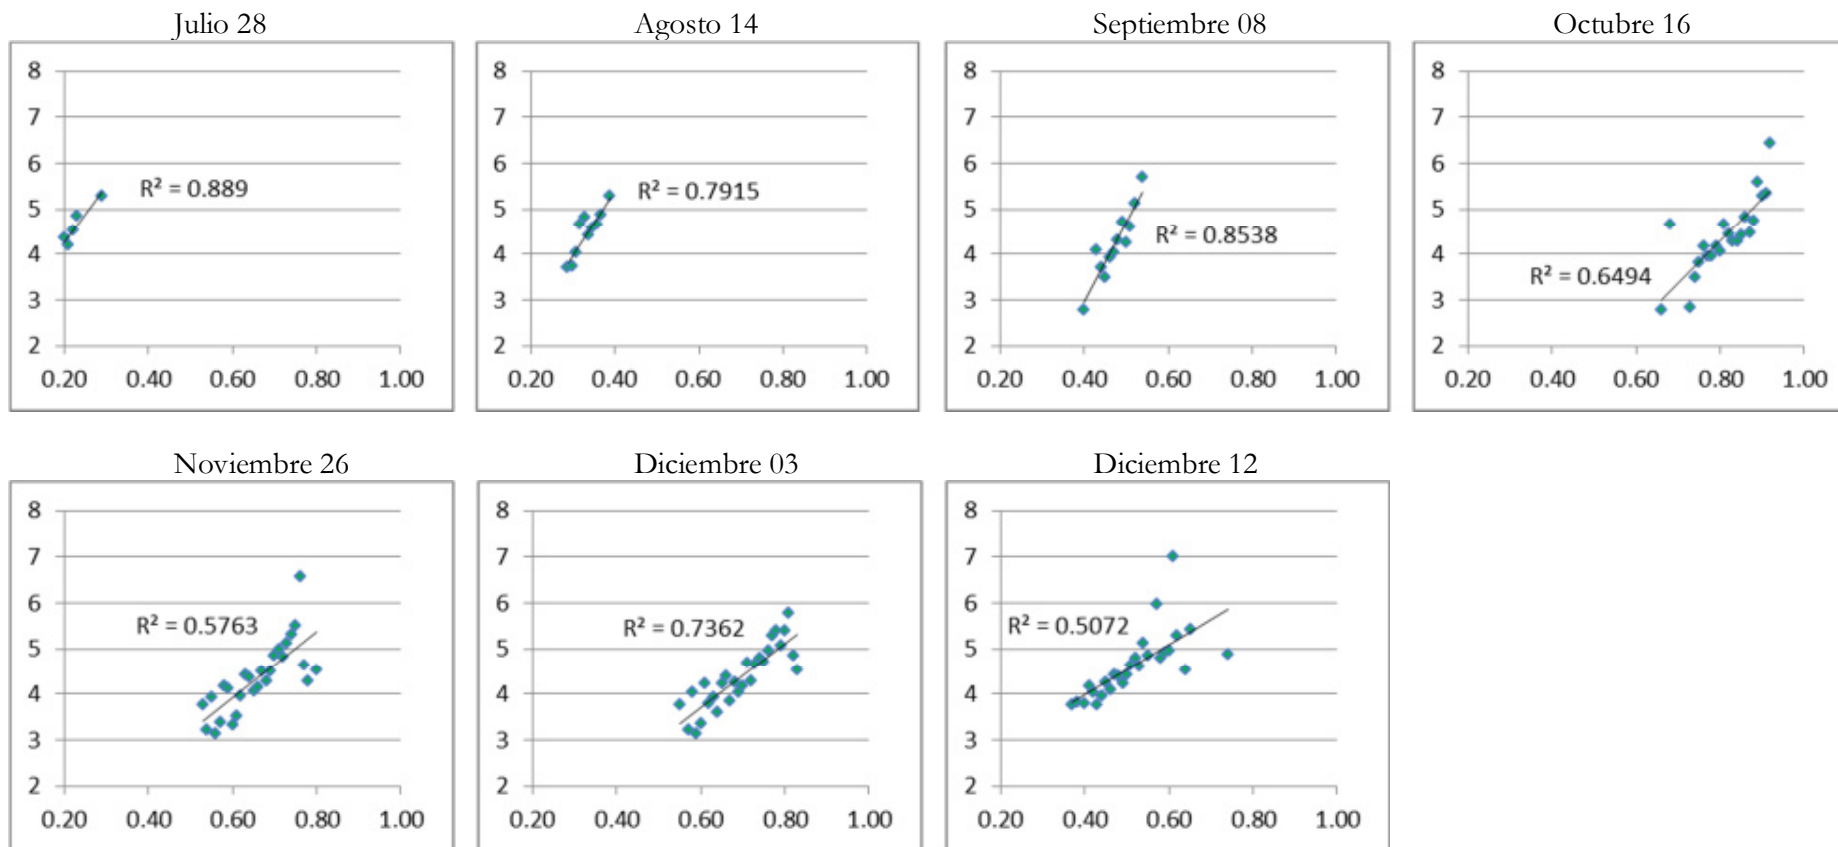 Julio 28
8
7
6
5
4
3
2
R² = 0.889
0.20 0.40 0.60 0.80 1.00
Agosto 14
8
7
6
5
4
3
2
R² = 0.7915
0.20 0.40 0.60 0.80 1.00
Septiembre 08
8
7
6
5
4
3
2
R² = 0.8538
0.20 0.40 0.60 0.80 1.00
Octubre 16
8
7
6
5
4
3
2
R² = 0.6494
0.20 0.40 0.60 0.80 1.00
Noviembre 26
8
7
6
5
4
3
2
R² = 0.5763
0.20 0.40 0.60 0.80 1.00
Diciembre 03
8
7
6
5
4
3
2
R² = 0.7362
0.20 0.40 0.60 0.80 1.00
Diciembre 12
8
7
6
5
4
3
2
R² = 0.5072
0.20 0.40 0.60 0.80 1.00